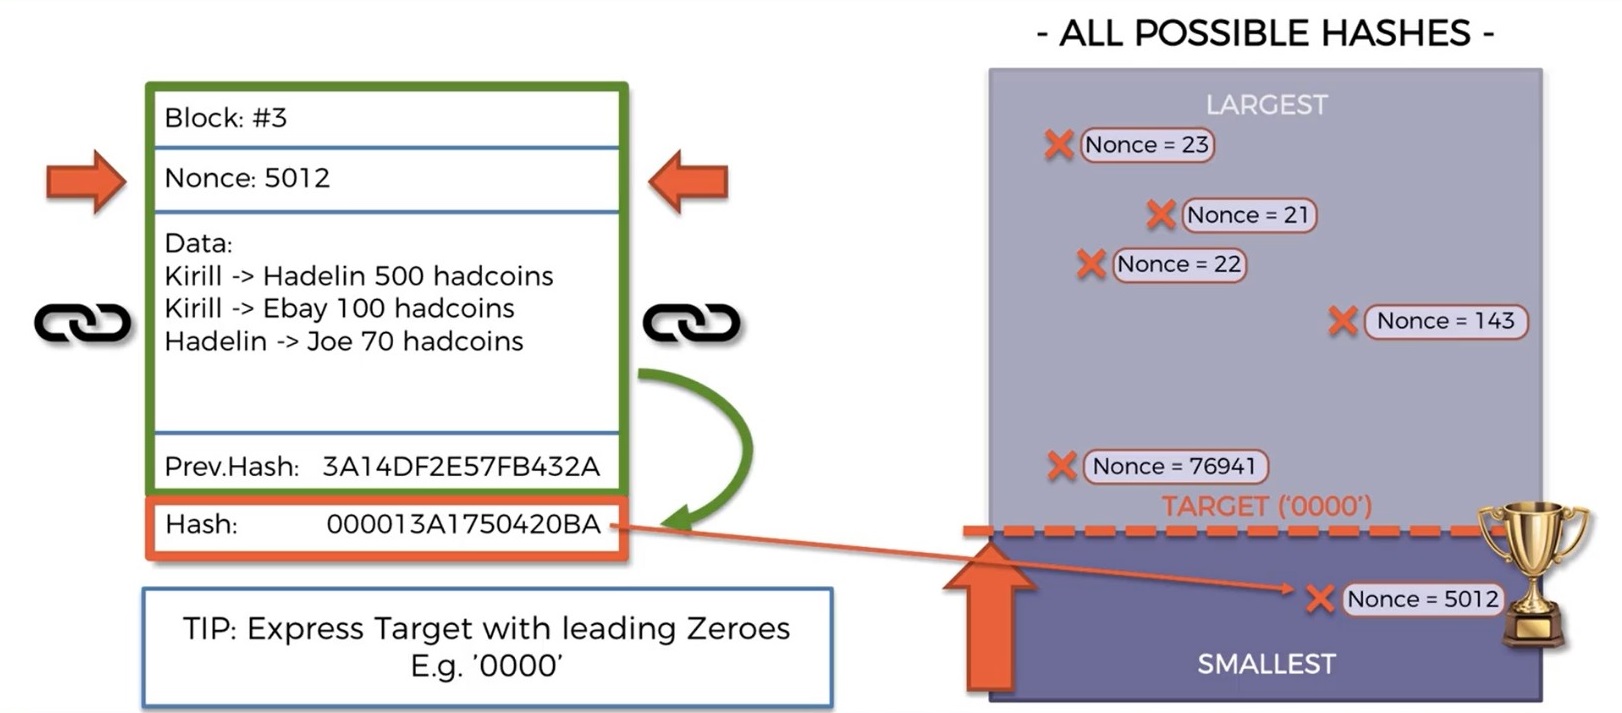 - ALL POSSIBLE HASHES -
Block: #3
Nonce: 5012
Data:
Kirill -> Hadelin 500 hadcoins
Kirill -> Ebay 100 hadcoins
Hadelin -> Joe 70 hadcoins
Prev.Hash: 3A14DF2E57FB432A
Hash: 000013A1750420BA
TIP: Express Target with leading Zeroes
E.g. '0000'
LARGEST
Nonce = 23
Nonce = 21
Nonce = 22
Nonce = 143
Nonce = 76941
TARGET ('0000')
Nonce = 5012
SMALLEST